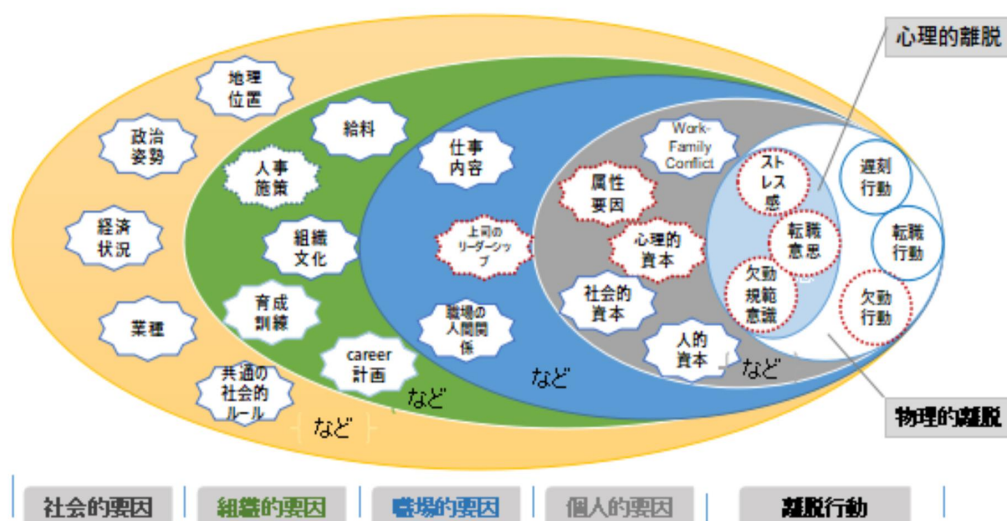 地理
位置
政治
姿勢
経済
状況
業種
共通の
社会的
ルール
など
給料
人事
施策
組織
文化
育成
訓練
career
計画
など
仕事
内容
上司の
リーダーシッ
プ
職場の
人間関
係
など
Work-
Family
Conflict
属性
要因
心理的
資本
社会的
資本
人的
資本
など
スト
レス
感
転職
意思
欠勤
規範
意識
遅刻
行動
転職
行動
欠勤
行動
心理的離脱
物理的離脱
社会的要因
組織的要因
職場的要因
個人的要因
離脱行動